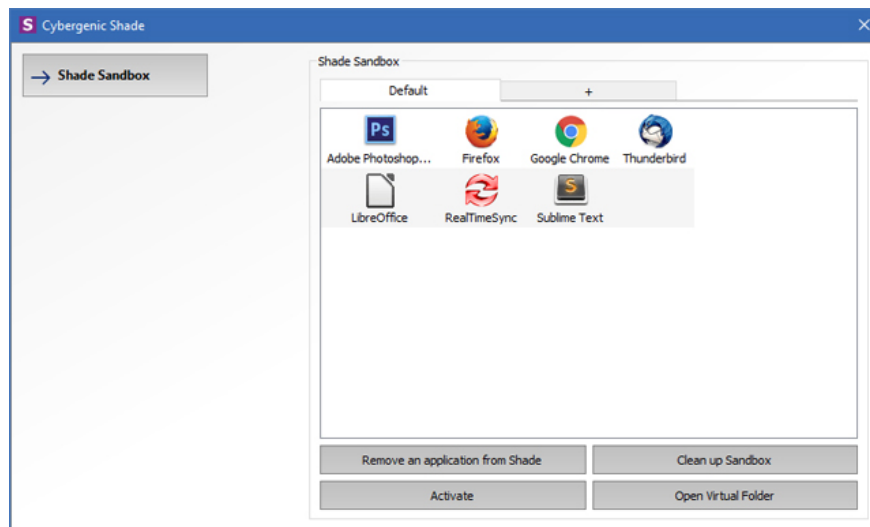 S Cybergenic Shade
Shade Sandbox
Shade Sandbox
Default +
Ps
Adobe Photoshop... Firefox Google Chrome Thunderbird
S
LibreOffice RealTimeSync Sublime Text
Remove an application from Shade Clean up Sandbox
Activate Open Virtual Folder